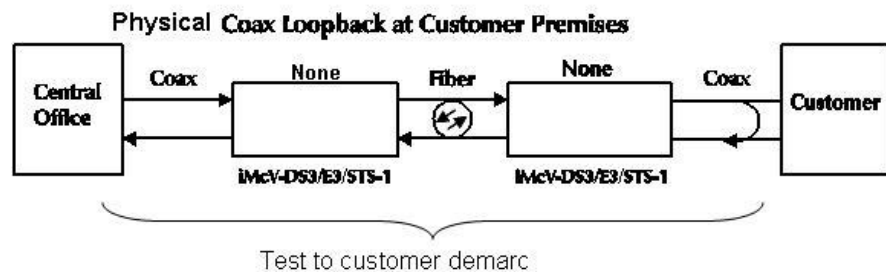 Physical Coax Loopback at Customer Premises
Central
Office
Coax
None
Fiber
None
Coax
Customer
iMcV-DS3/E3/STS-1
iMcV-DS3/E3/STS-1
Test to customer demarc